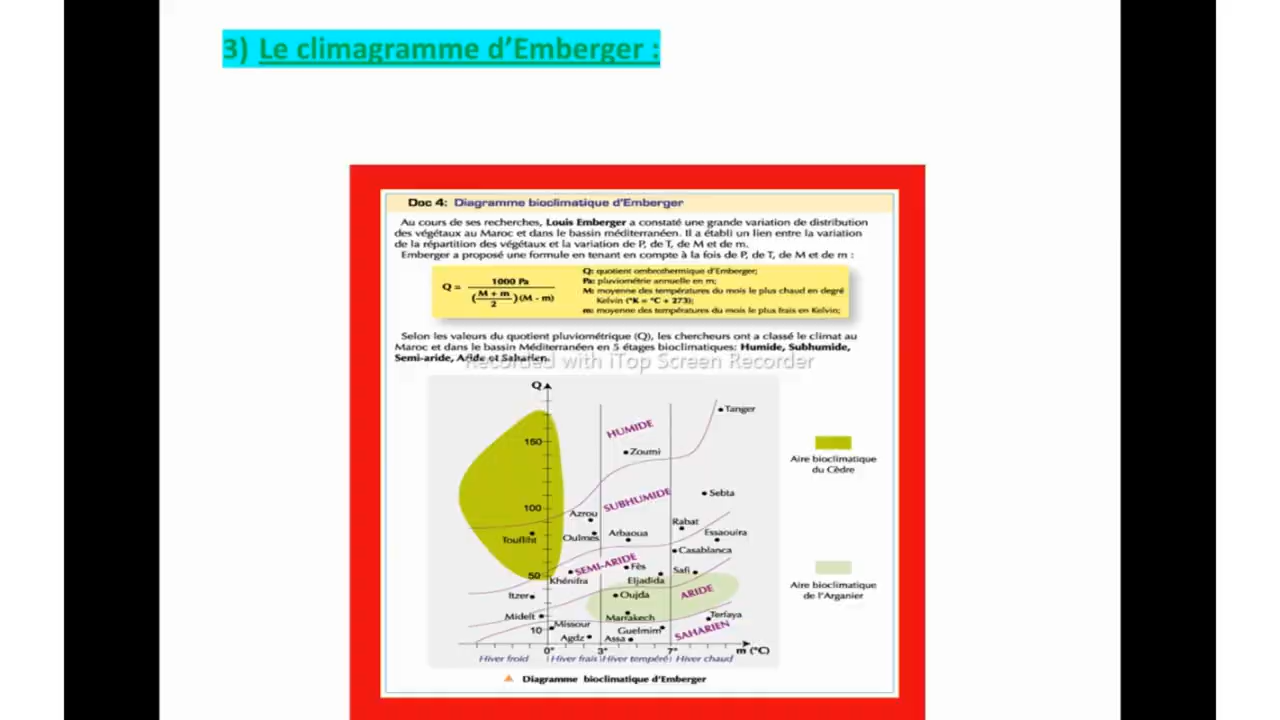 3) Le climagramme d'Emberger :
Doc 4: Diagramme bioclimatique d'Emberger
Au cours de ses recherches, Louis Emberger a constaté une grande variation de distribution
des végétaux au Maroc et dans le bassin méditerranéen. Il a établi un lien entre la variation
de la répartition des végétaux et la variation de P, de T, de M et de m.
Emberger a proposé une formule en tenant en compte à la fois de P, de T, de M et de m :
Q = 1000 Pa / ((M + m / 2) (M - m))
Q: quotient ombrothermique d'Emberger;
Pa: pluviométrie annuelle en m;
M: moyenne des températures du mois le plus chaud en degré
Kelvin (°K = °C + 273);
m: moyenne des températures du mois le plus frais en Kelvin;
Selon les valeurs du quotient pluviométrique (Q), les chercheurs ont a classé le climat au
Maroc et dans le bassin Méditerranéen en 5 étages bioclimatiques: Humide, Subhumide,
Semi-aride, Aride et Saharien.
Recorded with iTop Screen Recorder
Q
Tanger
HUMIDE
150
Zoumi
Aire bioclimatique
du Cèdre
SUBHUMIDE
Sebta
100
Azrou
Rabat
Toufliht
Oulmès
Arbaoua
Essaouira
Casablanca
SEMI-ARIDE
Fès
Safi
50
Khénifra
Eljadida
Aire bioclimatique
de l'Arganier
Itzer
Oujda
ARIDE
Midelt
Marrakech
Terfaya
10
Missour
Guelmim
SAHARIEN
Agdz
Assa
0° 3° 7° m (°C)
Hiver froid Hiver frais Hiver tempéré Hiver chaud
Diagramme bioclimatique d'Emberger